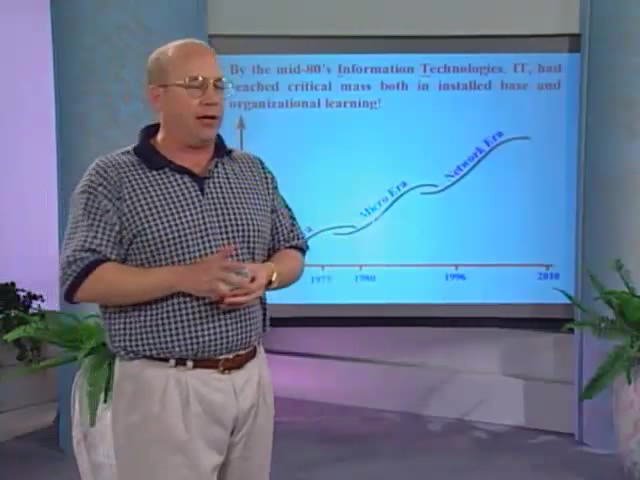 By the mid-80's Information Technologies, IT, had
reached critical mass both in installed base and
organizational learning!
Network Era
Micro Era
1980
1996
2010